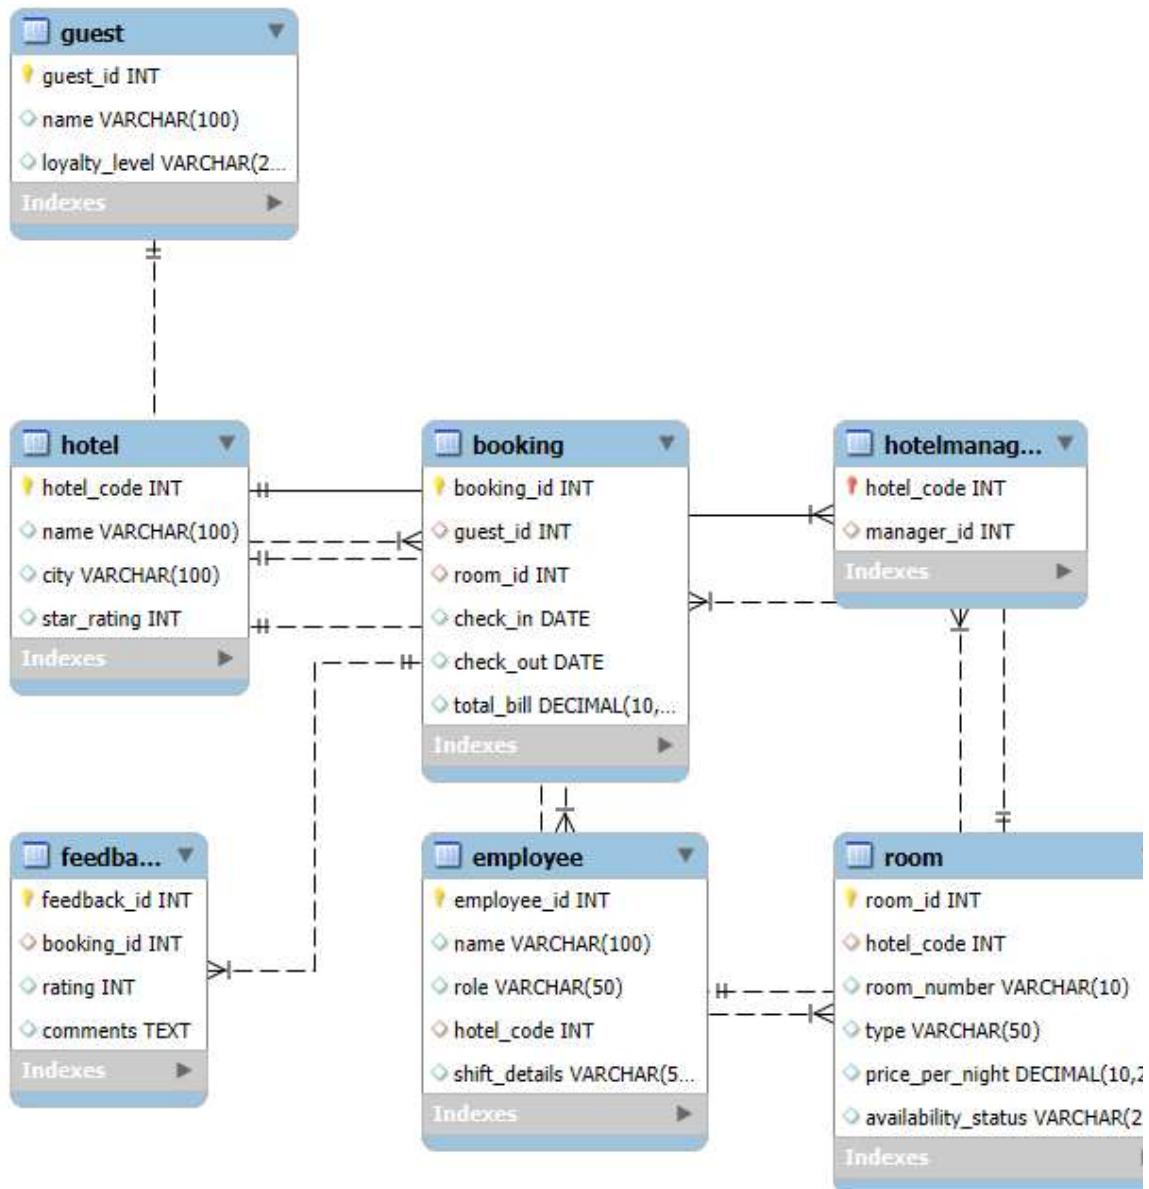 guest
guest_id INT
name VARCHAR(100)
loyalty_level VARCHAR(2...
Indexes
hotel
hotel_code INT
name VARCHAR(100)
city VARCHAR(100)
star_rating INT
Indexes
booking
booking_id INT
guest_id INT
room_id INT
check_in DATE
check_out DATE
total_bill DECIMAL(10,...
Indexes
hotelmanag...
hotel_code INT
manager_id INT
Indexes
feedba...
feedback_id INT
booking_id INT
rating INT
comments TEXT
Indexes
employee
employee_id INT
name VARCHAR(100)
role VARCHAR(50)
hotel_code INT
shift_details VARCHAR(5...
Indexes
room
room_id INT
hotel_code INT
room_number VARCHAR(10)
type VARCHAR(50)
price_per_night DECIMAL(10,2
availability_status VARCHAR(2
Indexes